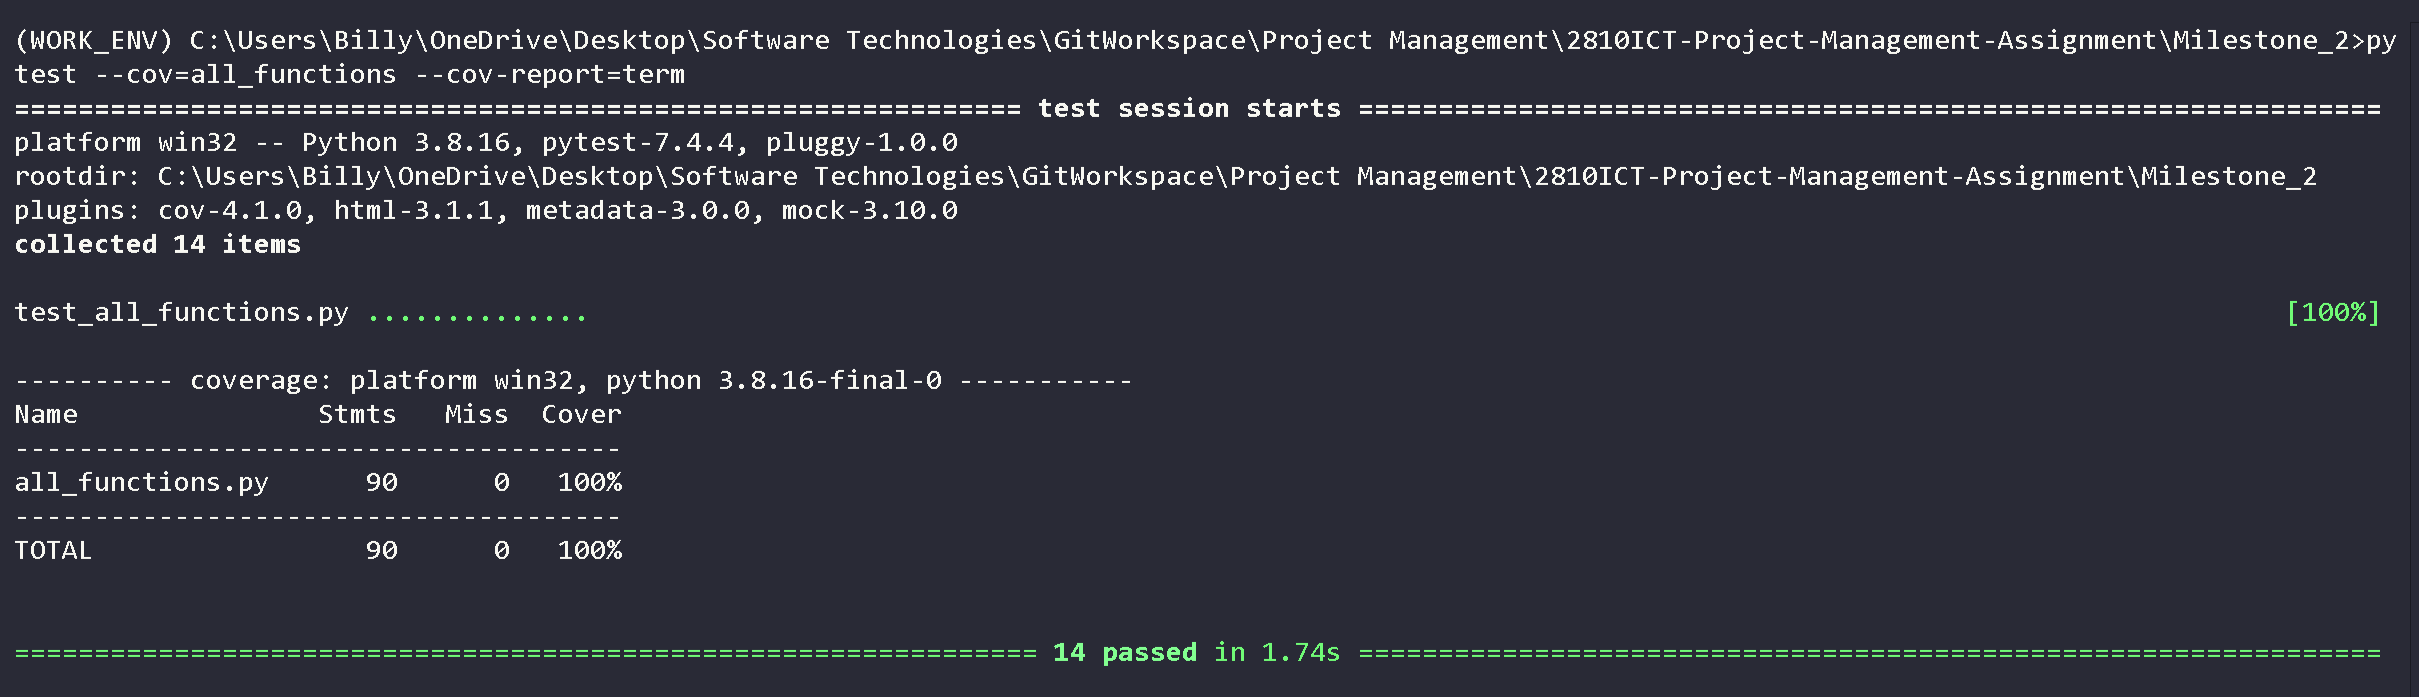 (WORK_ENV) C:\Users\Billy\OneDrive\Desktop\Software Technologies\GitWorkspace\Project Management\2810ICT-Project-Management-Assignment\Milestone_2>py
test --cov=all_functions --cov-report=term
=============================================================== test session starts ================================================================
platform win32 -- Python 3.8.16, pytest-7.4.4, pluggy-1.0.0
rootdir: C:\Users\Billy\OneDrive\Desktop\Software Technologies\GitWorkspace\Project Management\2810ICT-Project-Management-Assignment\Milestone_2
plugins: cov-4.1.0, html-3.1.1, metadata-3.0.0, mock-3.10.0
collected 14 items
test_all_functions.py .............. [100%]
---------- coverage: platform win32, python 3.8.16-final-0 -----------
Name               Stmts   Miss  Cover
--------------------------------------
all_functions.py      90      0   100%
--------------------------------------
TOTAL                 90      0   100%
================================================================ 14 passed in 1.74s ================================================================